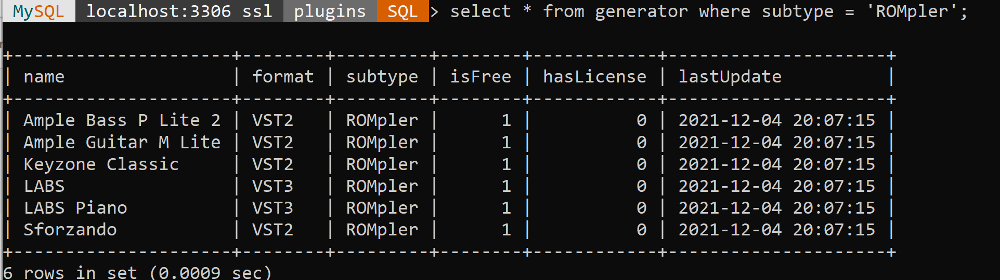 MySQL localhost:3306 ssl plugins SQL > select * from generator where subtype = 'ROMpler';
+---------------------+--------+---------+--------+------------+---------------------+
| name                | format | subtype | isFree | hasLicense | lastUpdate          |
+---------------------+--------+---------+--------+------------+---------------------+
| Ample Bass P Lite 2 | VST2   | ROMpler |      1 |          0 | 2021-12-04 20:07:15 |
| Ample Guitar M Lite | VST2   | ROMpler |      1 |          0 | 2021-12-04 20:07:15 |
| Keyzone Classic     | VST2   | ROMpler |      1 |          0 | 2021-12-04 20:07:15 |
| LABS                | VST3   | ROMpler |      1 |          0 | 2021-12-04 20:07:15 |
| LABS Piano          | VST3   | ROMpler |      1 |          0 | 2021-12-04 20:07:15 |
| Sforzando           | VST2   | ROMpler |      1 |          0 | 2021-12-04 20:07:15 |
+---------------------+--------+---------+--------+------------+---------------------+
6 rows in set (0.0009 sec)